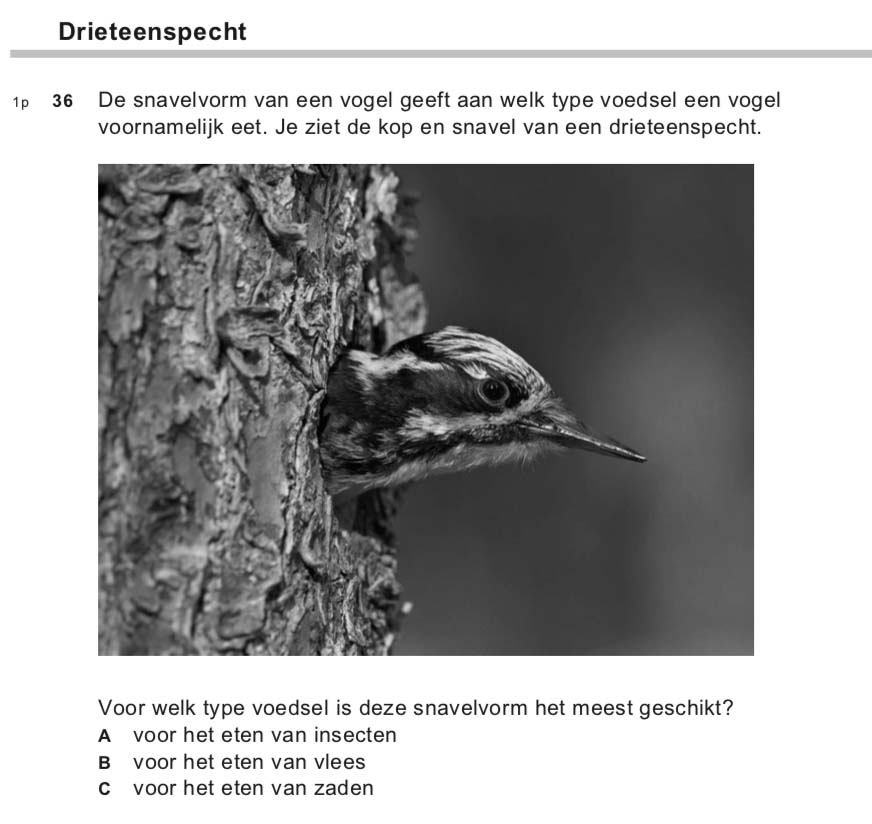 Drieteenspecht
1p 36 De snavelvorm van een vogel geeft aan welk type voedsel een vogel
voornamelijk eet. Je ziet de kop en snavel van een drieteenspecht.
Voor welk type voedsel is deze snavelvorm het meest geschikt?
A voor het eten van insecten
B voor het eten van vlees
C voor het eten van zaden